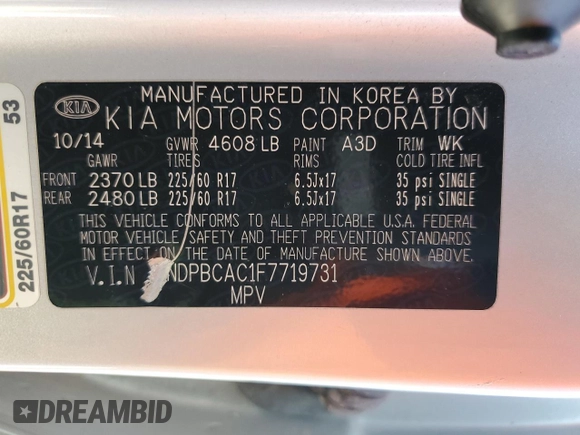 MANUFACTURED IN KOREA BY
KIA KIA MOTORS CORPORATION
10/14 GVWR 4608 LB PAINT A3D TRIM WK
GAWR TIRES RIMS COLD TIRE INFL
FRONT 2370 LB 225/60 R17 6.5Jx17 35 psi SINGLE
REAR 2480 LB 225/60 R17 6.5Jx17 35 psi SINGLE
THIS VEHICLE CONFORMS TO ALL APPLICABLE U.S.A. FEDERAL
MOTOR VEHICLE SAFETY AND THEFT PREVENTION STANDARDS
IN EFFECT ON THE DATE OF MANUFACTURE SHOWN ABOVE.
V.I.N NDPBCAC1F7719731
MPV
53
225/60R17
DREAMBID